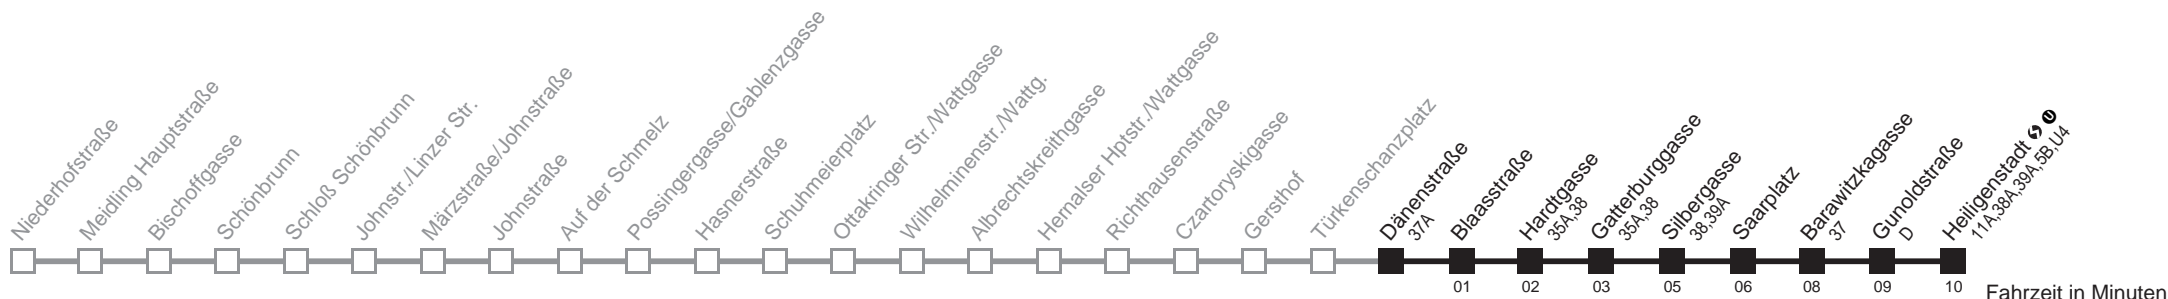 Niederhofstraße
Meidling Hauptstraße
Bischoffgasse
Schönbrunn
Schloß Schönbrunn
Johnstr./Linzer Str.
Märzstraße/Johnstraße
Johnstraße
Auf der Schmelz
Possingergasse/Gablenzgasse
Hasnerstraße
Schuhmeierplatz
Ottakringer Str./Wattgasse
Wilhelminenstr./Wattg.
Albrechtskreithgasse
Hernalser Hptstr./Wattgasse
Richthausenstraße
Czartoryskigasse
Gersthof
Türkenschanzplatz
Dänenstraße
37A
Blaasstraße
Hardtgasse
35A,38
Gatterburggasse
35A,38
Silbergasse
38,39A
Saarplatz
Barawitzkagasse
37
Gunoldstraße
D
Heiligenstadt S U
11A,38A,39A,5B,U4
01 02 03 05 06 08 09 10 Fahrzeit in Minuten